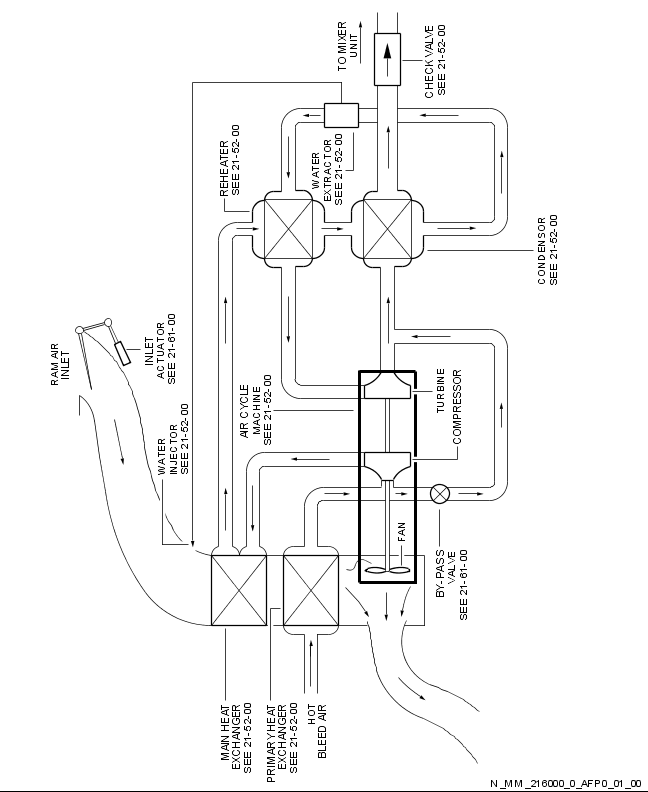 TO MIXER
UNIT
CHECK VALVE
SEE 21-52-00
REHEATER
SEE 21-52-00
WATER
EXTRACTOR
SEE 21-52-00
CONDENSOR
SEE 21-52-00
RAM AIR
INLET
INLET
ACTUATOR
SEE 21-61-00
WATER
INJECTOR
SEE 21-52-00
AIR CYCLE
MACHINE
SEE 21-52-00
TURBINE
COMPRESSOR
FAN
BY-PASS
VALVE
SEE 21-61-00
MAIN HEAT
EXCHANGER
SEE 21-52-00
PRIMARY HEAT
EXCHANGER
SEE 21-52-00
HOT
BLEED AIR
N_MM_216000_0_AFP0_01_00